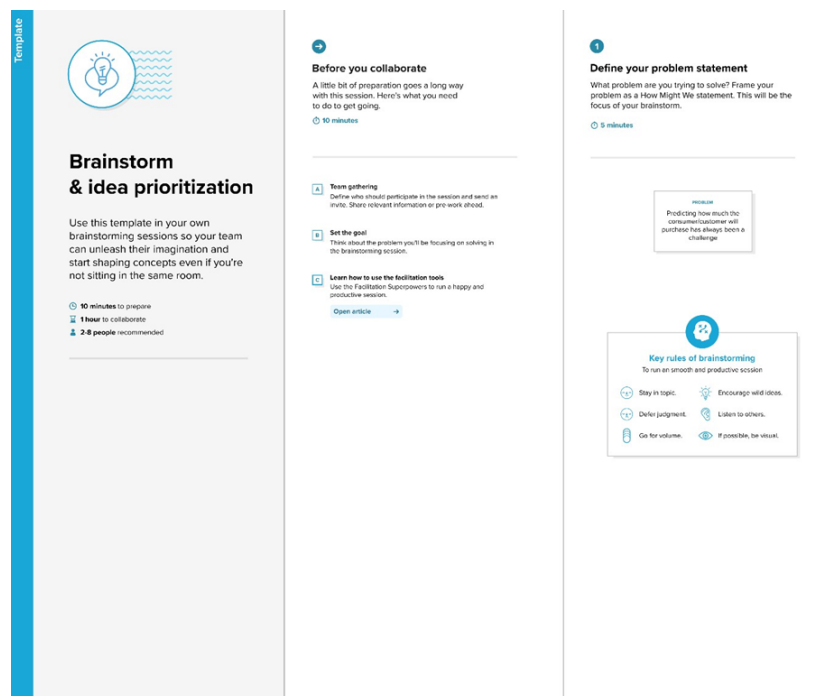 Template
Brainstorm
& idea prioritization
Use this template in your own
brainstorming sessions so your team
can unleash their imagination and
start shaping concepts even if you're
not sitting in the same room.
10 minutes to prepare
1 hour to collaborate
2-8 people recommended
Before you collaborate
A little bit of preparation goes a long way
with this session. Here's what you need
to do to get going.
10 minutes
A
Team gathering
Define who should participate in the session and send an
invite. Share relevant information or pre-work ahead.
B
Set the goal
Think about the problem you'll be focusing on solving in
the brainstorming session.
C
Learn how to use the facilitation tools
Use the Facilitation Superpowers to run a happy and
productive session.
Open article
1
Define your problem statement
What problem are you trying to solve? Frame your
problem as a How Might We statement. This will be the
focus of your brainstorm.
5 minutes
PROBLEM
Predicting how much the
consumer/customer will
purchase has always been a
challenge
Key rules of brainstorming
To run an smooth and productive session
Stay in topic.
Encourage wild ideas.
Defer judgment.
Listen to others.
Go for volume.
If possible, be visual.